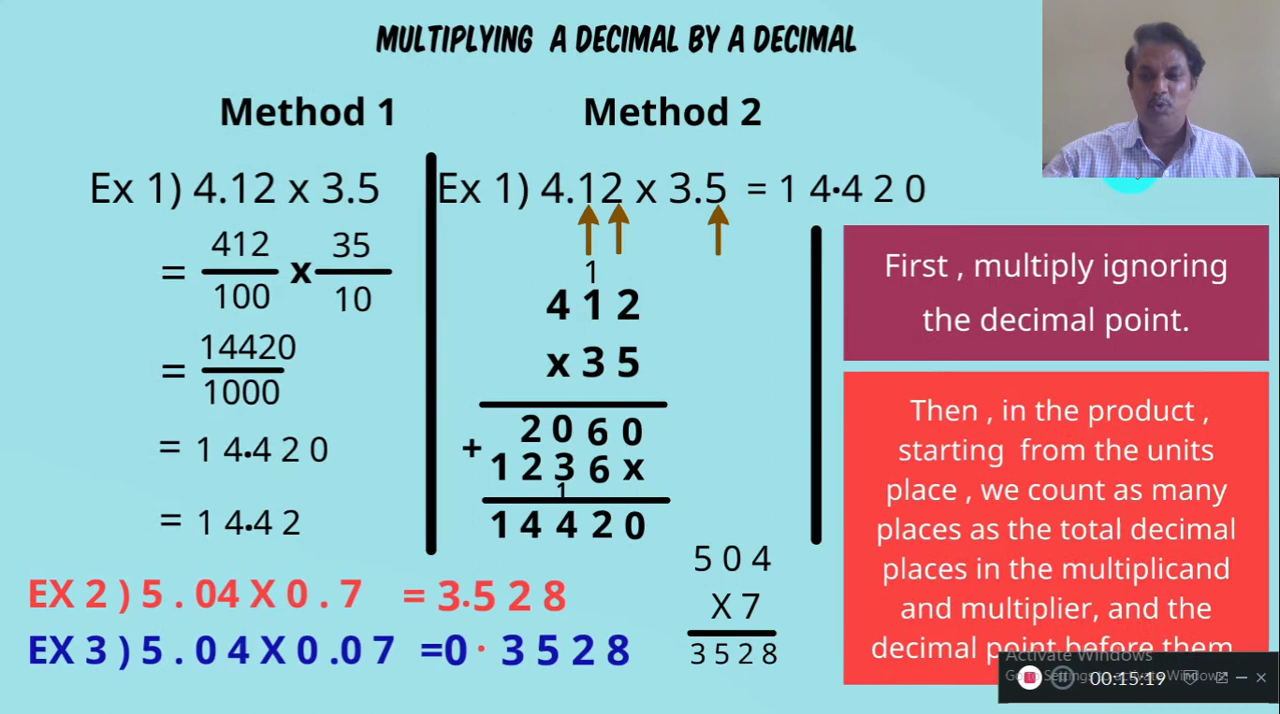 MULTIPLYING A DECIMAL BY A DECIMAL
Method 1
Ex 1) 4.12 x 3.5
= 412/100 x 35/10
= 14420/1000
= 1 4.4 2 0
= 1 4.4 2
Method 2
Ex 1) 4.12 x 3.5 = 1 4.4 2 0
1
4 1 2
x 3 5
2 0 6 0
+ 1 2 3 6 x
1
1 4 4 2 0
EX 2 ) 5 . 04 X 0 . 7 = 3.5 2 8
EX 3 ) 5 . 0 4 X 0 .0 7 =0 . 3 5 2 8
5 0 4
X 7
3 5 2 8
First , multiply ignoring
the decimal point.
Then , in the product ,
starting from the units
place , we count as many
places as the total decimal
places in the multiplicand
and multiplier, and the
decimal point before them
Activate Windows
Go to Settings to activate Windows.
00:15:19